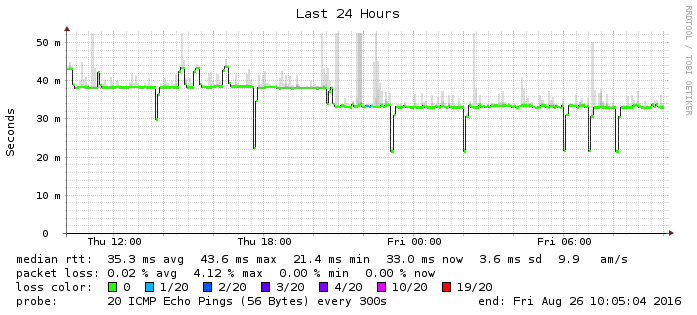 Last 24 Hours
RRDTOOL / TOBI OETIKER
Seconds
50 m
40 m
30 m
20 m
10 m
0
Thu 12:00 Thu 18:00 Fri 00:00 Fri 06:00
median rtt: 35.3 ms avg 43.6 ms max 21.4 ms min 33.0 ms now 3.6 ms sd 9.9 am/s
packet loss: 0.02 % avg 4.12 % max 0.00 % min 0.00 % now
loss color: 0 1/20 2/20 3/20 4/20 10/20 19/20
probe: 20 ICMP Echo Pings (56 Bytes) every 300s end: Fri Aug 26 10:05:04 2016